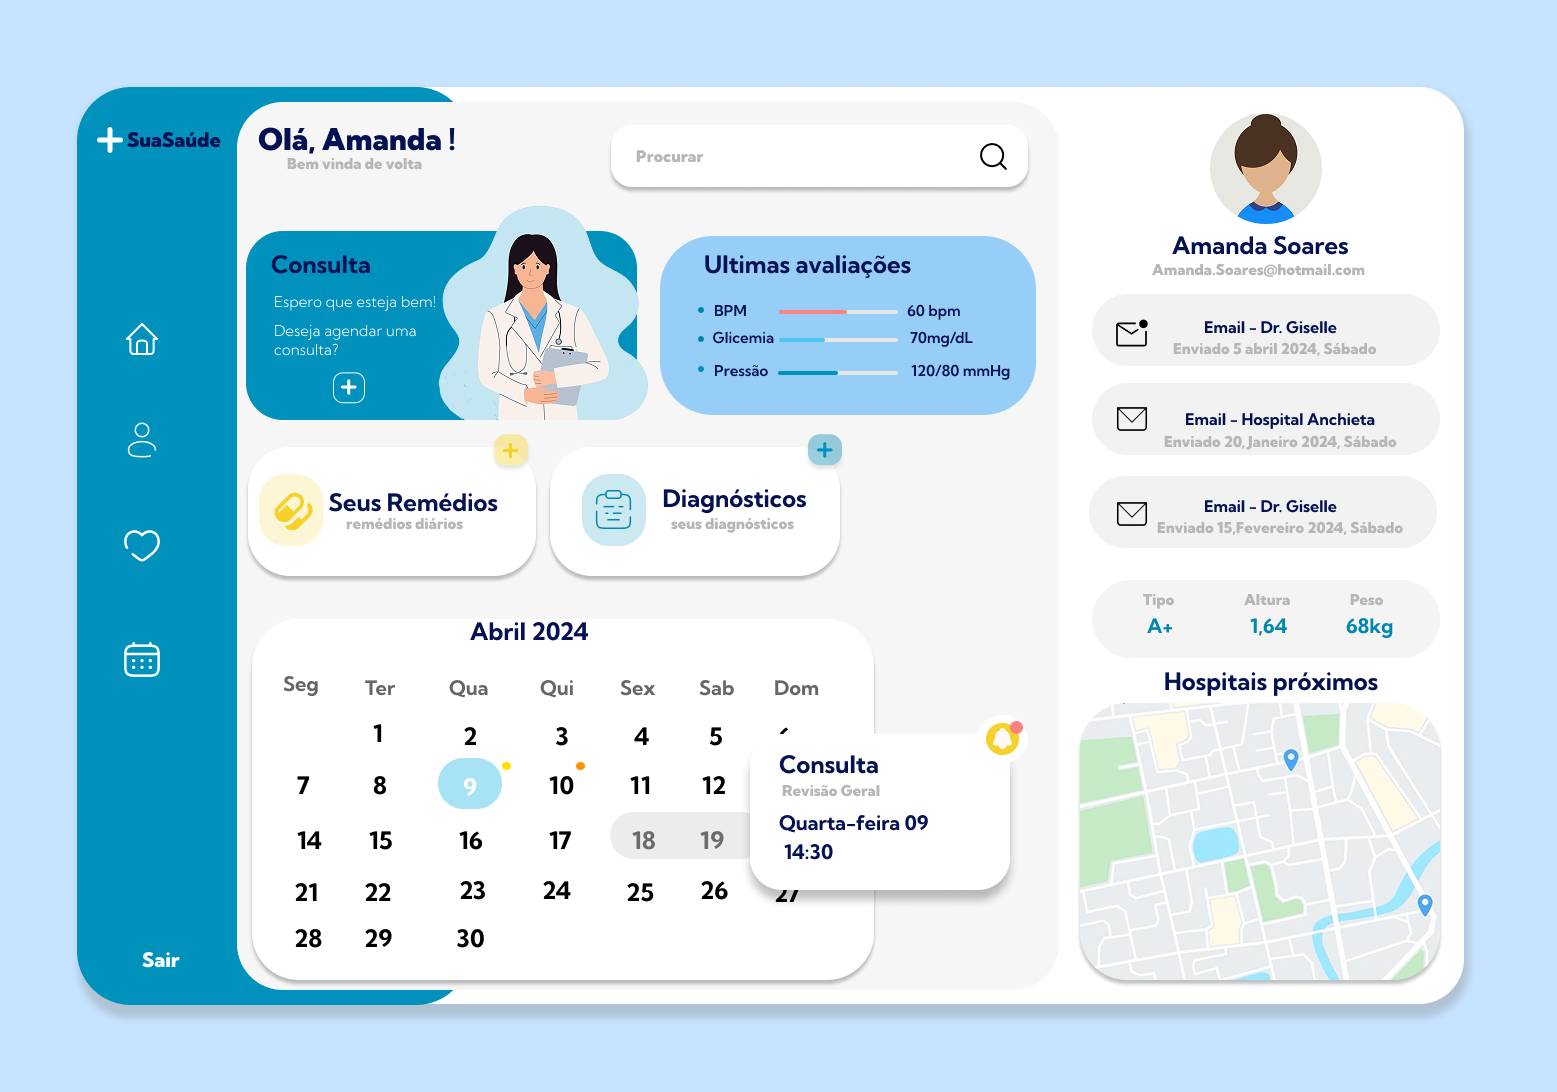 SuaSaúde
Olá, Amanda !
Bem vinda de volta
Procurar
Consulta
Espero que esteja bem!
Deseja agendar uma
consulta?
Ultimas avaliações
BPM 60 bpm
Glicemia 70mg/dL
Pressão 120/80 mmHg
Seus Remédios
remédios diários
Diagnósticos
seus diagnósticos
Abril 2024
Seg Ter Qua Qui Sex Sab Dom
1 2 3 4 5
7 8 9 10 11 12
14 15 16 17 18 19
21 22 23 24 25 26 27
28 29 30
Consulta
Revisão Geral
Quarta-feira 09
14:30
Sair
Amanda Soares
Amanda.Soares@hotmail.com
Email - Dr. Giselle
Enviado 5 abril 2024, Sábado
Email - Hospital Anchieta
Enviado 20,Janeiro 2024, Sábado
Email - Dr. Giselle
Enviado 15,Fevereiro 2024, Sábado
Tipo Altura Peso
A+ 1,64 68kg
Hospitais próximos